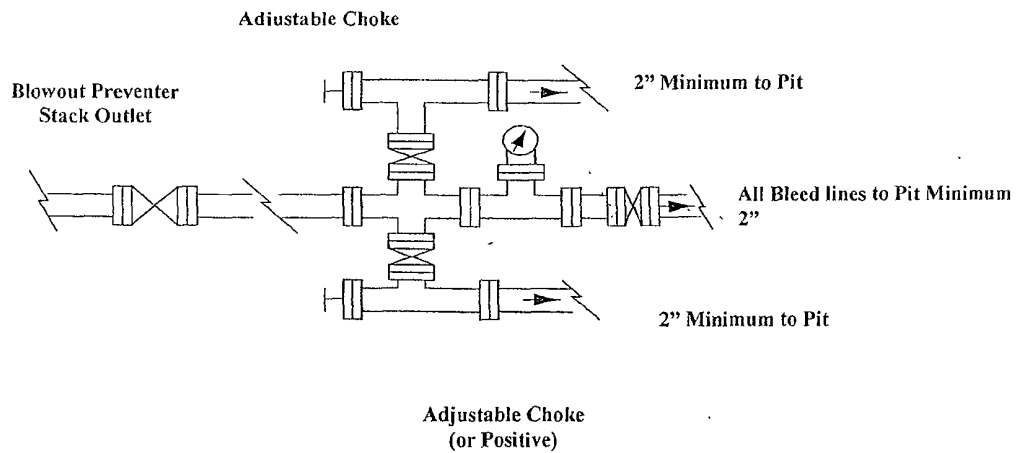 Adjustable Choke
Blowout Preventer
Stack Outlet
2” Minimum to Pit
All Bleed lines to Pit Minimum
2”
2” Minimum to Pit
Adjustable Choke
(or Positive)